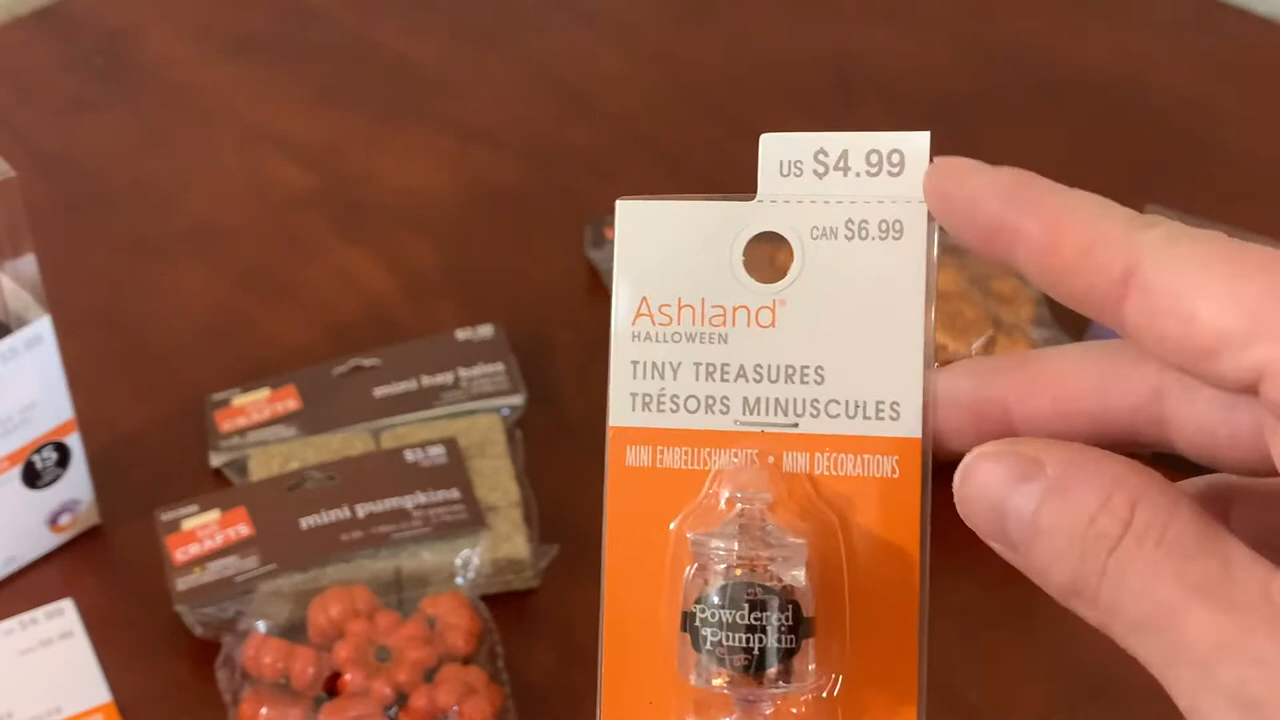 US $4.99
CAN $6.99
Ashland®
HALLOWEEN
TINY TREASURES
TRÉSORS MINUSCULES
MINI EMBELLISHMENTS • MINI DÉCORATIONS
Powdered
Pumpkin
mini hay bales
CRAFTS
$3.99
mini pumpkins
CRAFTS
15